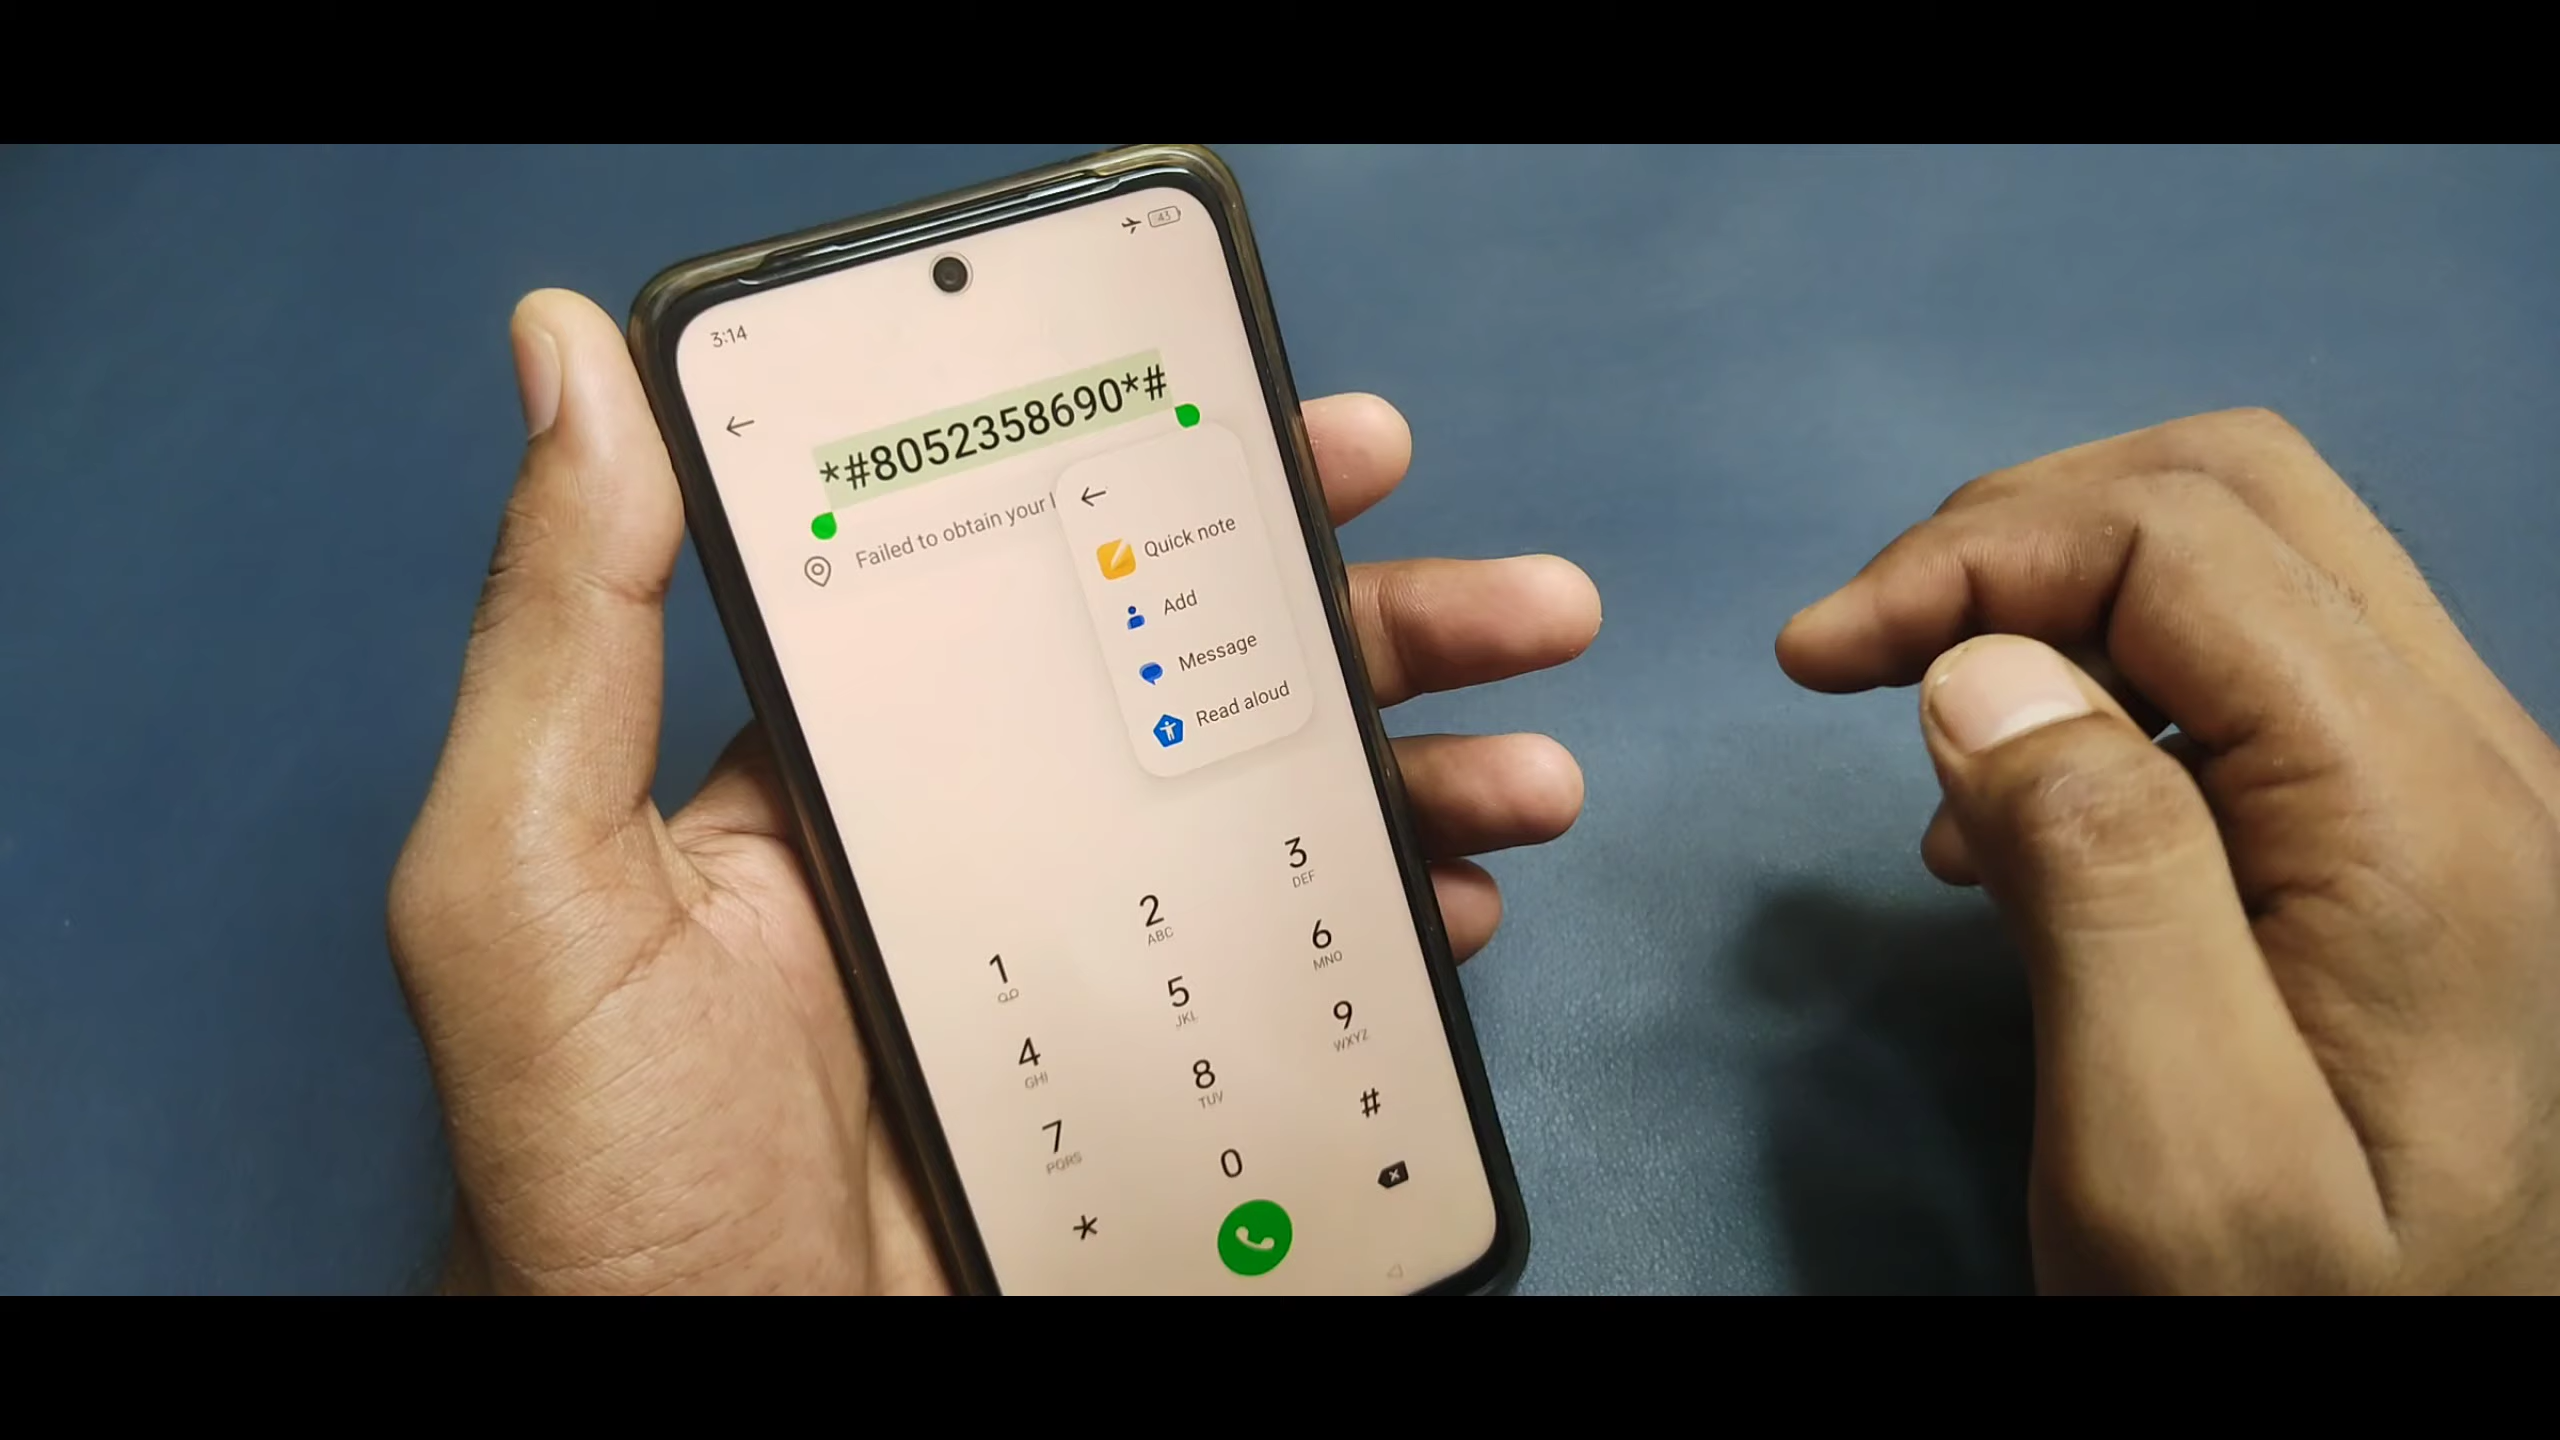 3:14
43
*#8052358690*#
Failed to obtain your l
Quick note
Add
Message
Read aloud
1
2
ABC
3
DEF
4
GHI
5
JKL
6
MNO
7
PQRS
8
TUV
9
WXYZ
*
0
#